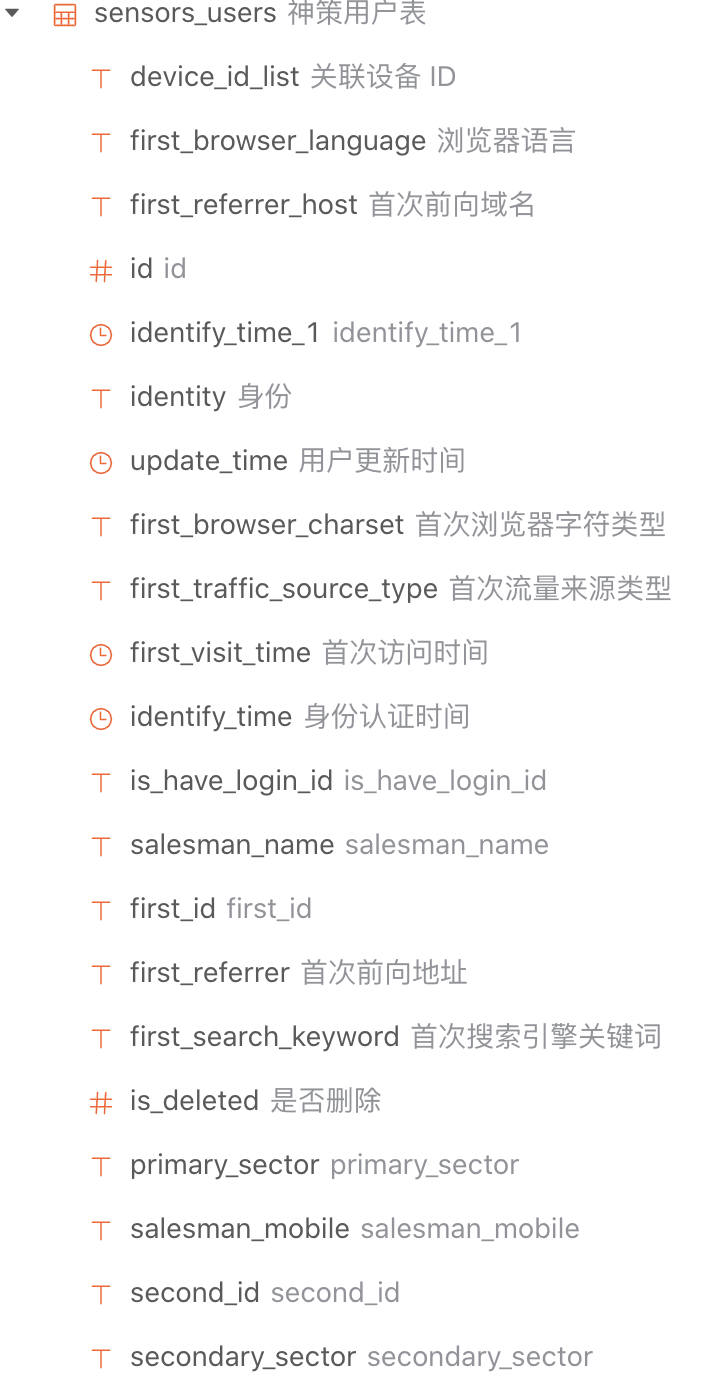 sensors_users 神策用户表
device_id_list 关联设备 ID
first_browser_language 浏览器语言
first_referrer_host 首次前向域名
id id
identify_time_1 identify_time_1
identity 身份
update_time 用户更新时间
first_browser_charset 首次浏览器字符类型
first_traffic_source_type 首次流量来源类型
first_visit_time 首次访问时间
identify_time 身份认证时间
is_have_login_id is_have_login_id
salesman_name salesman_name
first_id first_id
first_referrer 首次前向地址
first_search_keyword 首次搜索引擎关键词
is_deleted 是否删除
primary_sector primary_sector
salesman_mobile salesman_mobile
second_id second_id
secondary_sector secondary_sector